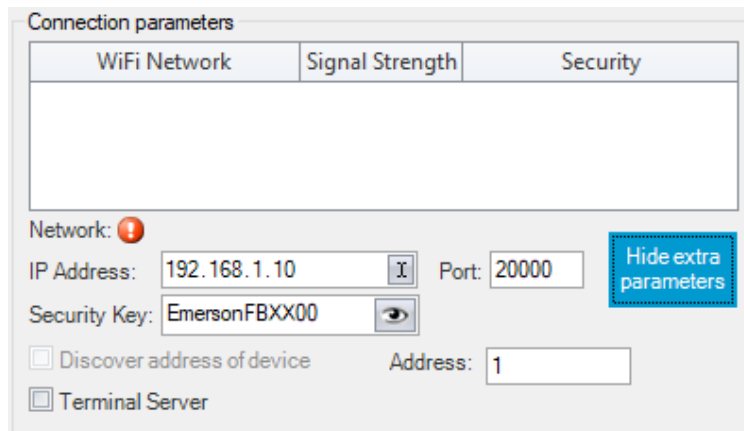 Connection parameters
WiFi Network Signal Strength Security
Network:
IP Address: 192.168.1.10 Port: 20000
Hide extra
parameters
Security Key: EmersonFBXX00
Discover address of device Address: 1
Terminal Server